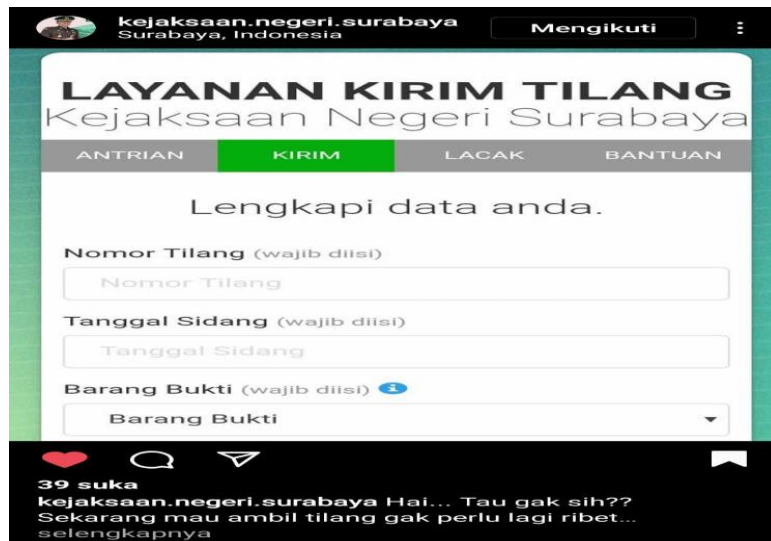 kejaksaan.negeri.surabaya
Surabaya, Indonesia
Mengikuti
LAYANAN KIRIM TILANG
Kejaksaan Negeri Surabaya
ANTRIAN KIRIM LACAK BANTUAN
Lengkapi data anda.
Nomor Tilang (wajib diisi)
Nomor Tilang
Tanggal Sidang (wajib diisi)
Tanggal Sidang
Barang Bukti (wajib diisi)
Barang Bukti
39 suka
kejaksaan.negeri.surabaya Hai... Tau gak sih??
Sekarang mau ambil tilang gak perlu lagi ribet...
selengkapnya